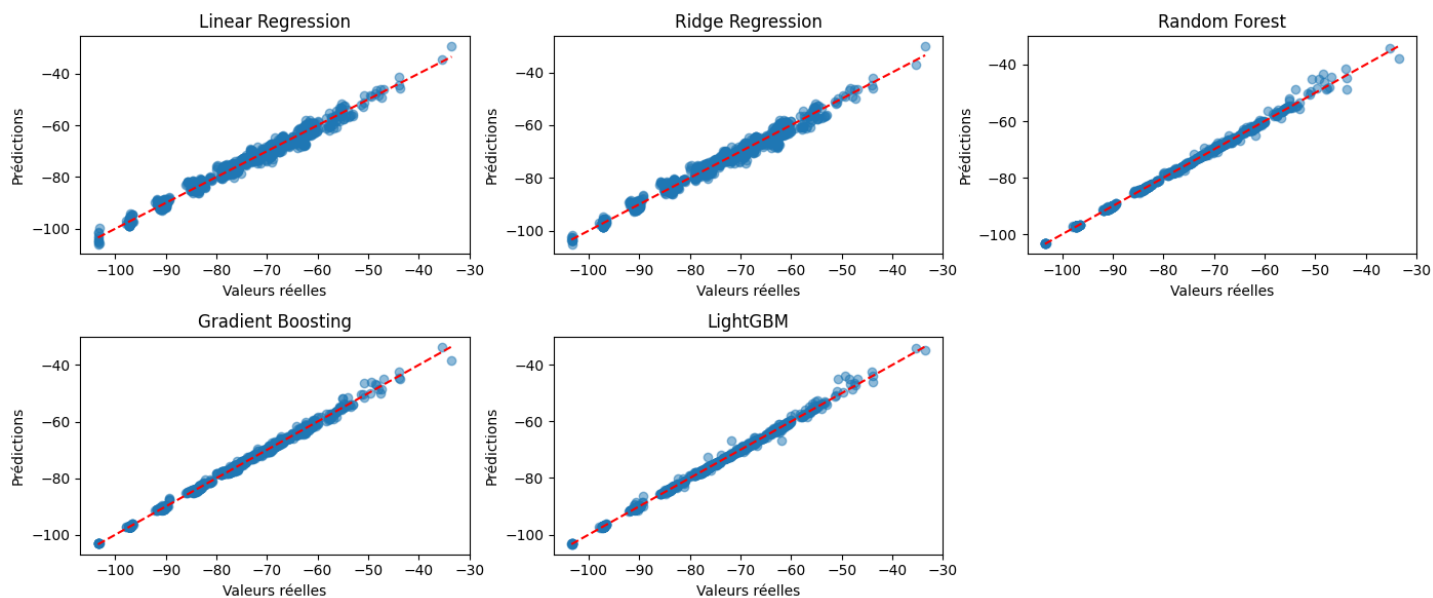 Linear Regression
Prédictions
−40
−60
−80
−100
−100 −90 −80 −70 −60 −50 −40 −30
Valeurs réelles
Ridge Regression
Prédictions
−40
−60
−80
−100
−100 −90 −80 −70 −60 −50 −40 −30
Valeurs réelles
Random Forest
Prédictions
−40
−60
−80
−100
−100 −90 −80 −70 −60 −50 −40 −30
Valeurs réelles
Gradient Boosting
Prédictions
−40
−60
−80
−100
−100 −90 −80 −70 −60 −50 −40 −30
Valeurs réelles
LightGBM
Prédictions
−40
−60
−80
−100
−100 −90 −80 −70 −60 −50 −40 −30
Valeurs réelles